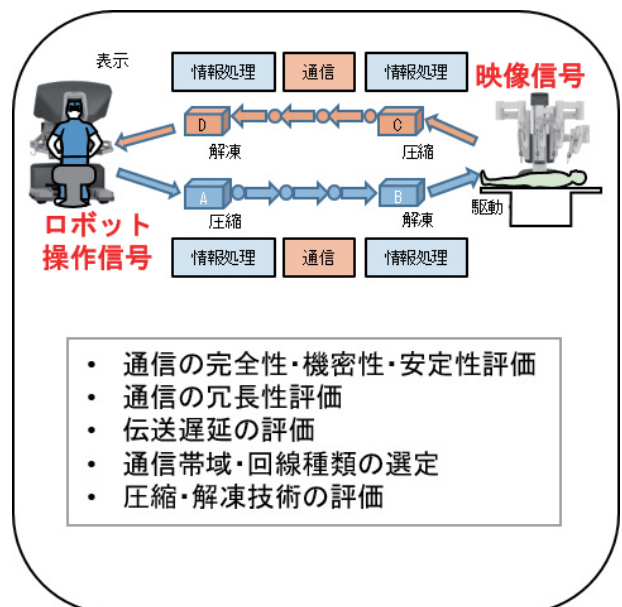 表示
情報処理
通信
情報処理
映像信号
D
C
解凍
圧縮
A
B
圧縮
解凍
駆動
ロボット
操作信号
情報処理
通信
情報処理
・ 通信の完全性・機密性・安定性評価
・ 通信の冗長性評価
・ 伝送遅延の評価
・ 通信帯域・回線種類の選定
・ 圧縮・解凍技術の評価